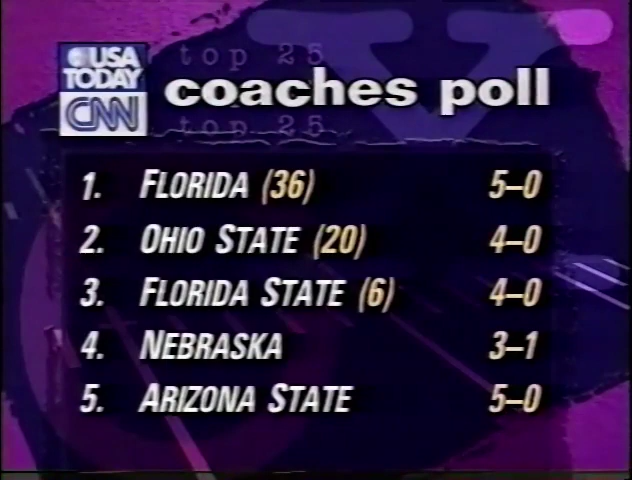 USA
TODAY
CNN
top 25
coaches poll
top 25
1. FLORIDA (36) 5–0
2. OHIO STATE (20) 4–0
3. FLORIDA STATE (6) 4–0
4. NEBRASKA 3–1
5. ARIZONA STATE 5–0